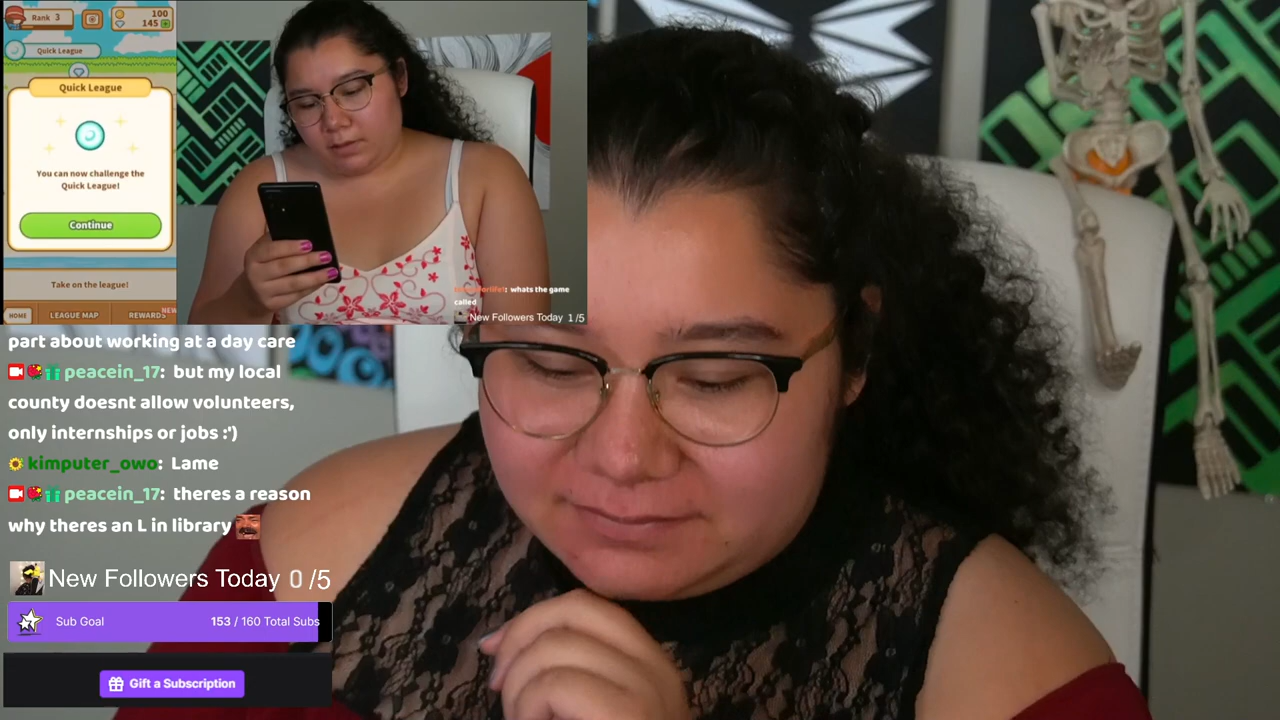 Rank 3
100
145
Quick League
Quick League
You can now challenge the
Quick League!
Continue
Take on the league!
HOME
LEAGUE MAP
REWARDS
NEW
whats the game
called
New Followers Today 1/5
part about working at a day care
peacein_17: but my local
county doesnt allow volunteers,
only internships or jobs :')
kimputer_owo: Lame
peacein_17: theres a reason
why theres an L in library
New Followers Today 0/5
Sub Goal
153 / 160 Total Subs
Gift a Subscription